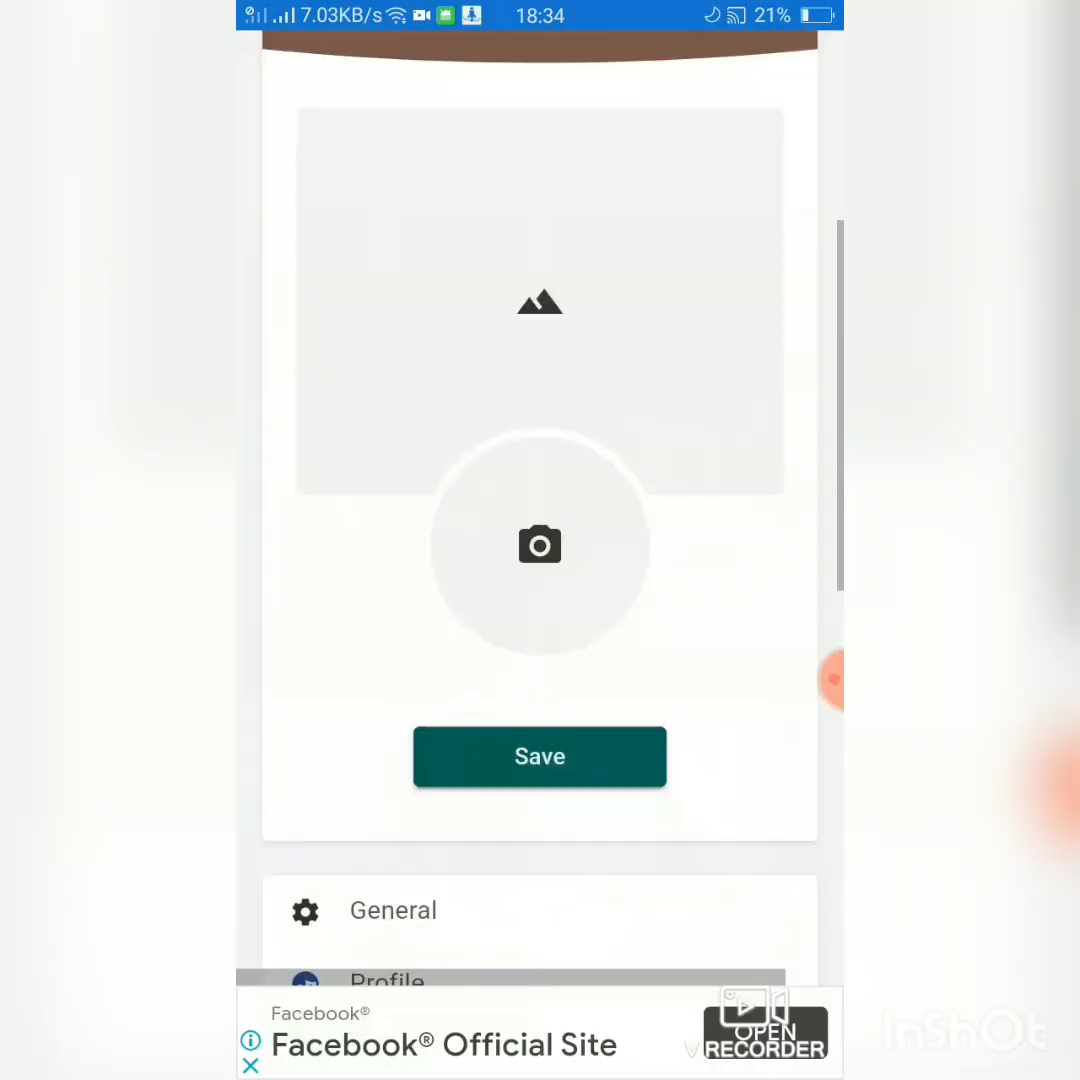 7.03KB/s 18:34 21%
Save
General
Profile
Facebook®
Facebook® Official Site
OPEN
V RECORDER
InShOt